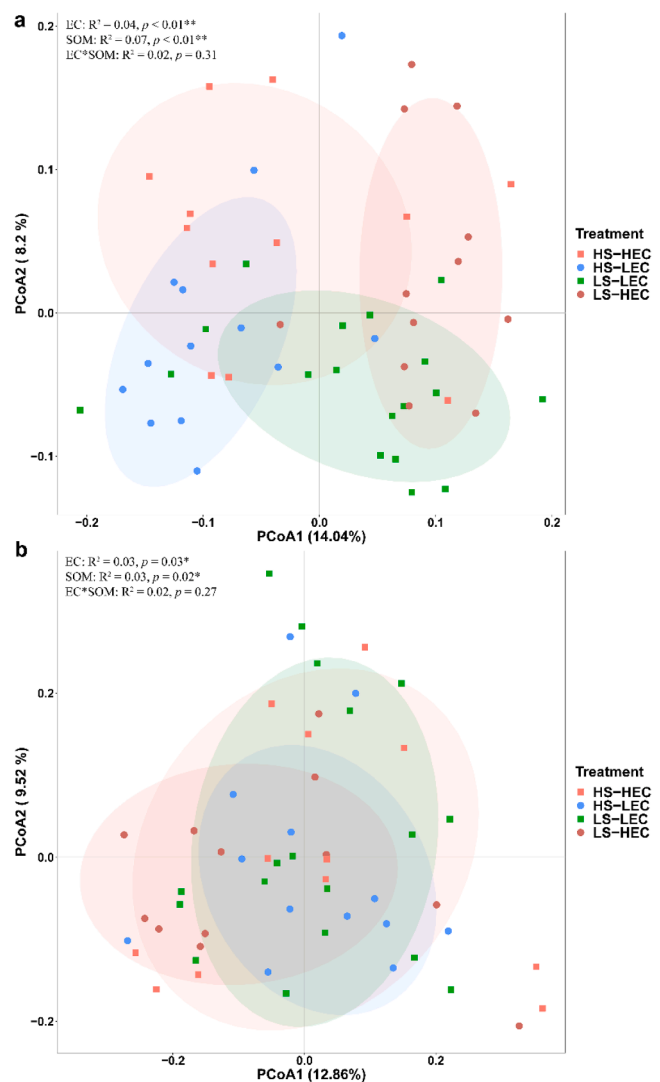 a
EC: R² = 0.04, p < 0.01**
SOM: R² = 0.07, p < 0.01**
EC*SOM: R² = 0.02, p = 0.31
0.2
0.1
0.0
−0.1
PCoA2 ( 8.2 %)
−0.2
−0.1
0.0
0.1
0.2
PCoA1 (14.04%)
Treatment
HS−HEC
HS−LEC
LS−LEC
LS−HEC
b
EC: R² = 0.03, p = 0.03*
SOM: R² = 0.03, p = 0.02*
EC*SOM: R² = 0.02, p = 0.27
0.2
0.0
−0.2
PCoA2 ( 9.52 %)
−0.2
0.0
0.2
PCoA1 (12.86%)
Treatment
HS−HEC
HS−LEC
LS−LEC
LS−HEC